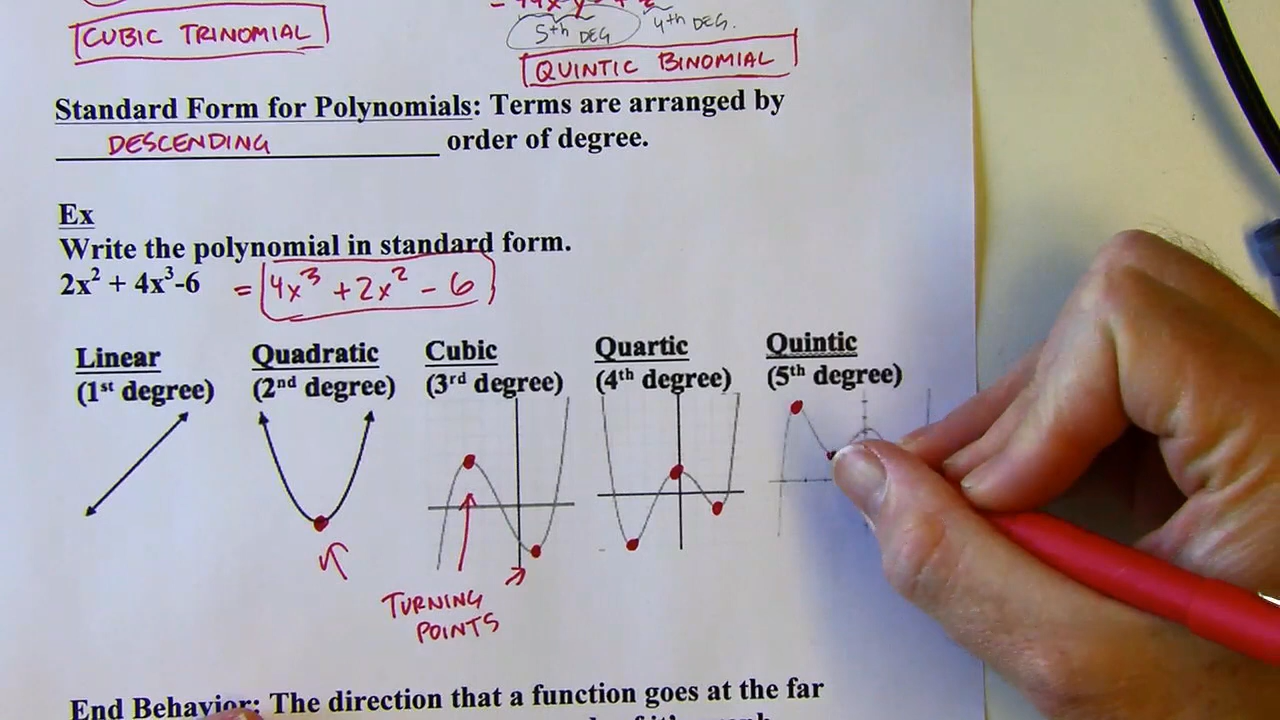 CUBIC TRINOMIAL
5th DEG 4th DEG.
QUINTIC BINOMIAL
Standard Form for Polynomials: Terms are arranged by
DESCENDING order of degree.
Ex
Write the polynomial in standard form.
2x² + 4x³-6 = 4x³ + 2x² - 6
Linear Quadratic Cubic Quartic Quintic
(1st degree) (2nd degree) (3rd degree) (4th degree) (5th degree)
TURNING
POINTS
End Behavior: The direction that a function goes at the far